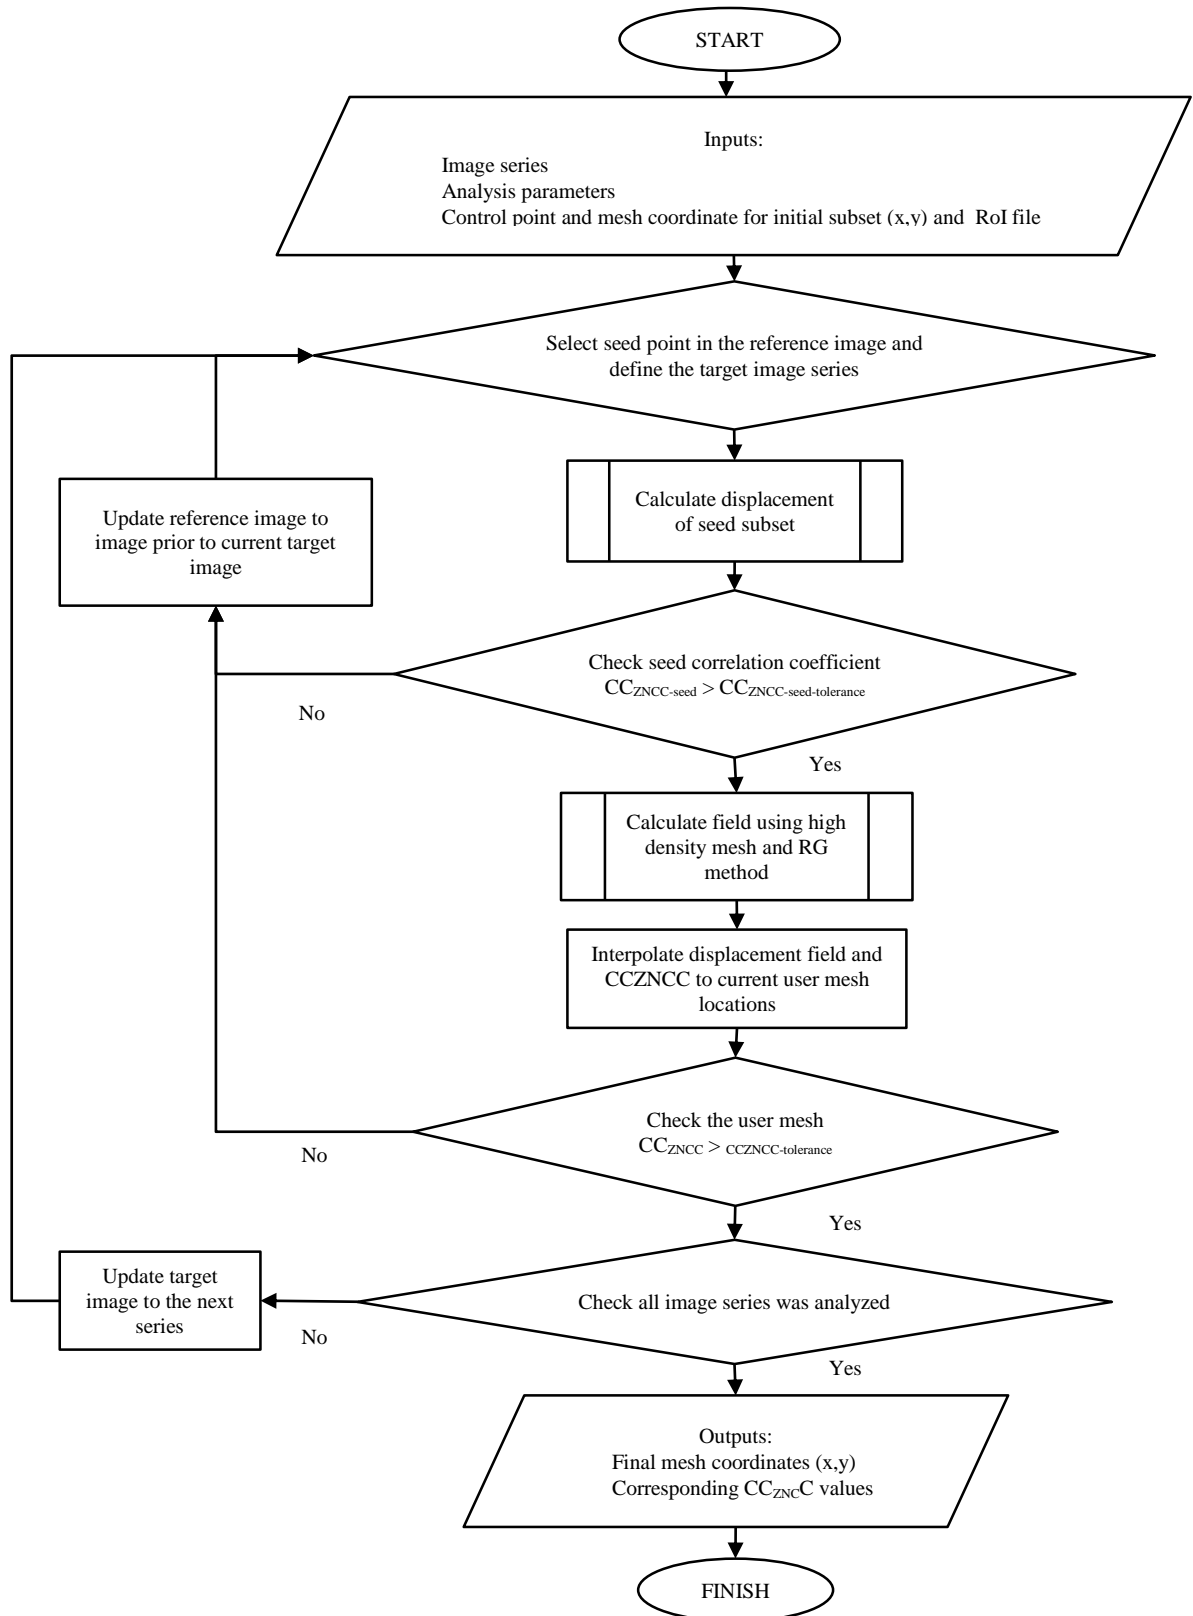 START
Inputs:
Image series
Analysis parameters
Control point and mesh coordinate for initial subset (x,y) and RoI file
Select seed point in the reference image and
define the target image series
Calculate displacement
of seed subset
Update reference image to
image prior to current target
image
Check seed correlation coefficient
CCZNCC-seed > CCZNCC-seed-tolerance
No
Yes
Calculate field using high
density mesh and RG
method
Interpolate displacement field and
CCZNCC to current user mesh
locations
Check the user mesh
CCZNCC > CCZNCC-tolerance
No
Yes
Update target
image to the next
series
Check all image series was analyzed
No
Yes
Outputs:
Final mesh coordinates (x,y)
Corresponding CCZNCC values
FINISH